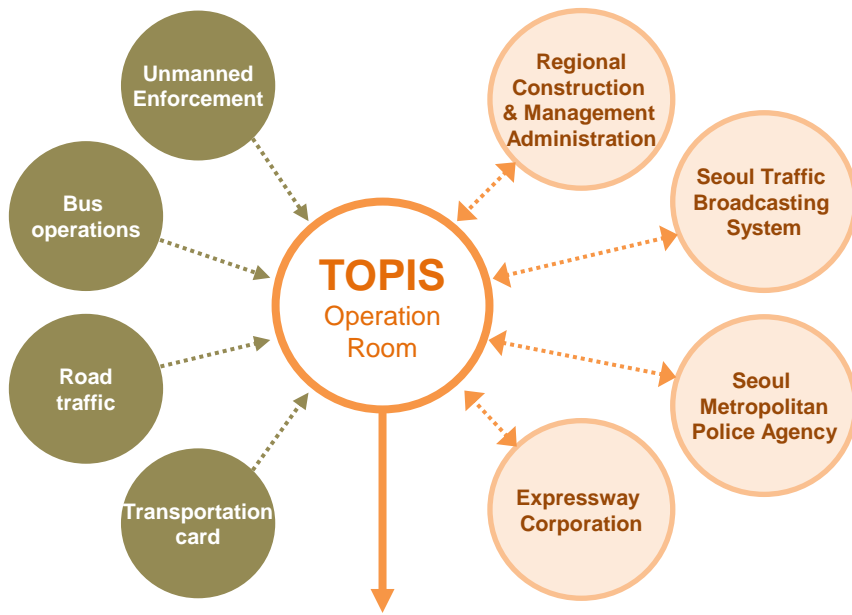 Unmanned
Enforcement
Bus
operations
Road
traffic
Transportation
card
TOPIS
Operation
Room
Regional
Construction
& Management
Administration
Seoul Traffic
Broadcasting
System
Seoul
Metropolitan
Police Agency
Expressway
Corporation